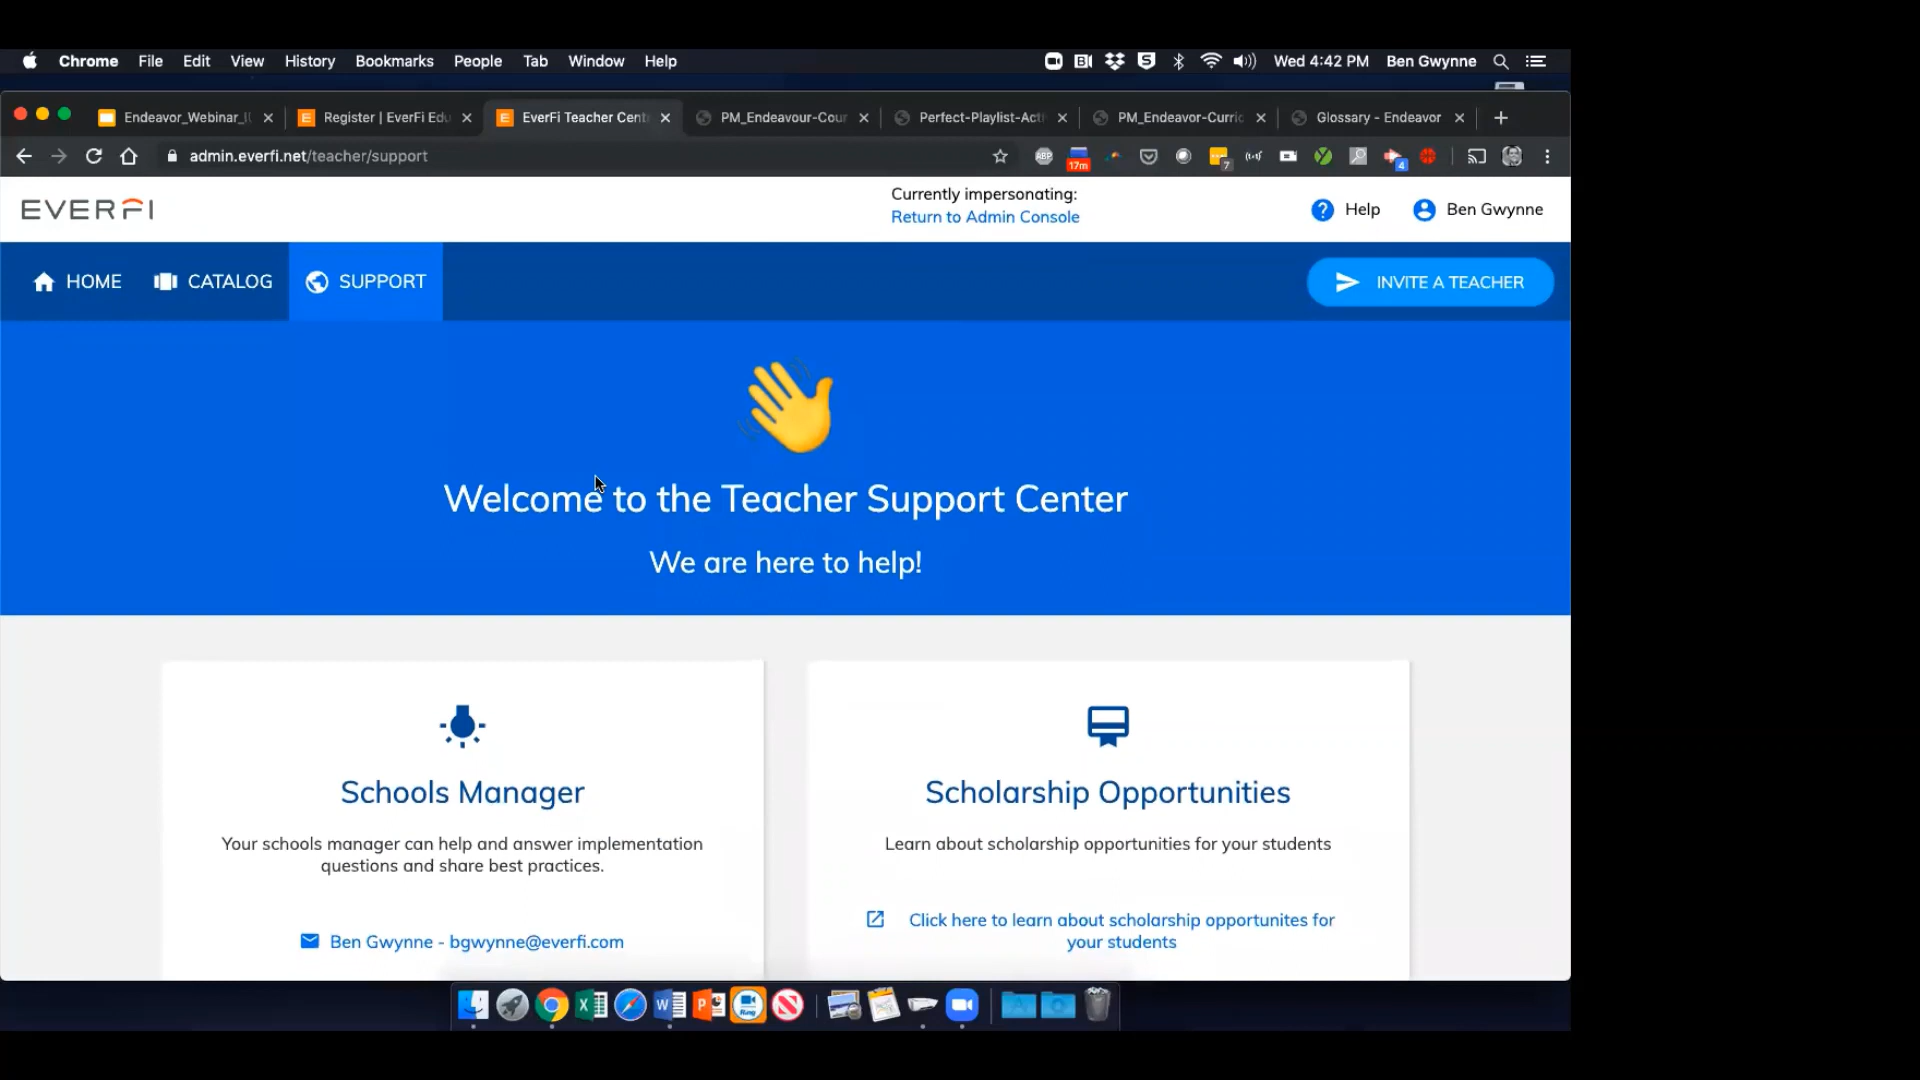 Chrome File Edit View History Bookmarks People Tab Window Help Wed 4:42 PM Ben Gwynne
Endeavor_Webinar_ Register | EverFi Edu EverFi Teacher Cent PM_Endeavour-Cour Perfect-Playlist-Acti PM_Endeavor-Curric Glossary - Endeavor
admin.everfi.net/teacher/support ABP 17m 7 4
EVERFI
Currently impersonating:
Return to Admin Console
Help Ben Gwynne
HOME CATALOG SUPPORT INVITE A TEACHER
Welcome to the Teacher Support Center
We are here to help!
Schools Manager
Your schools manager can help and answer implementation
questions and share best practices.
Ben Gwynne - bgwynne@everfi.com
Scholarship Opportunities
Learn about scholarship opportunities for your students
Click here to learn about scholarship opportunites for
your students